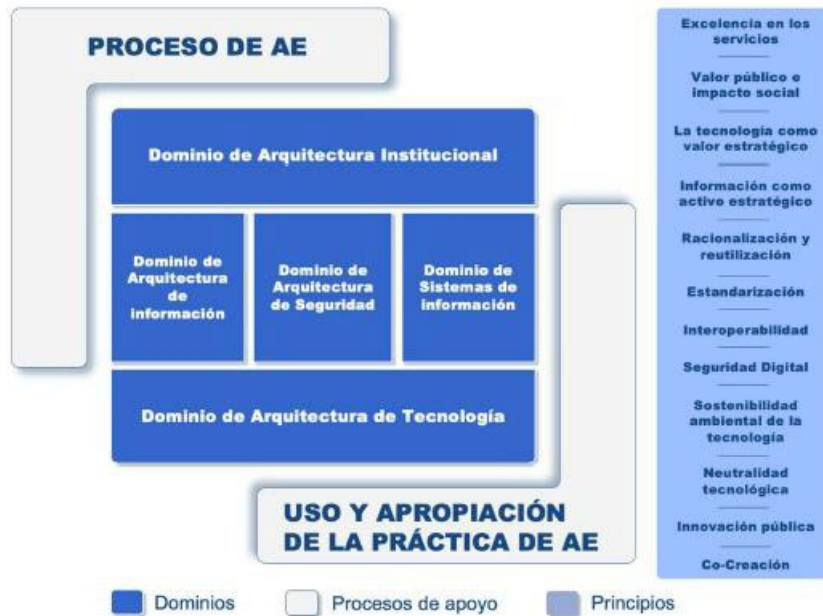 PROCESO DE AE
Dominio de Arquitectura Institucional
Dominio de
Arquitectura
de
información
Dominio de
Arquitectura
de Seguridad
Dominio de
Sistemas de
información
Dominio de Arquitectura de Tecnología
USO Y APROPIACIÓN
DE LA PRÁCTICA DE AE
Excelencia en los
servicios
Valor público e
impacto social
La tecnología como
valor estratégico
Información como
activo estratégico
Racionalización y
reutilización
Estandarización
Interoperabilidad
Seguridad Digital
Sostenibilidad
ambiental de la
tecnología
Neutralidad
tecnológica
Innovación pública
Co-Creación
Dominios
Procesos de apoyo
Principios